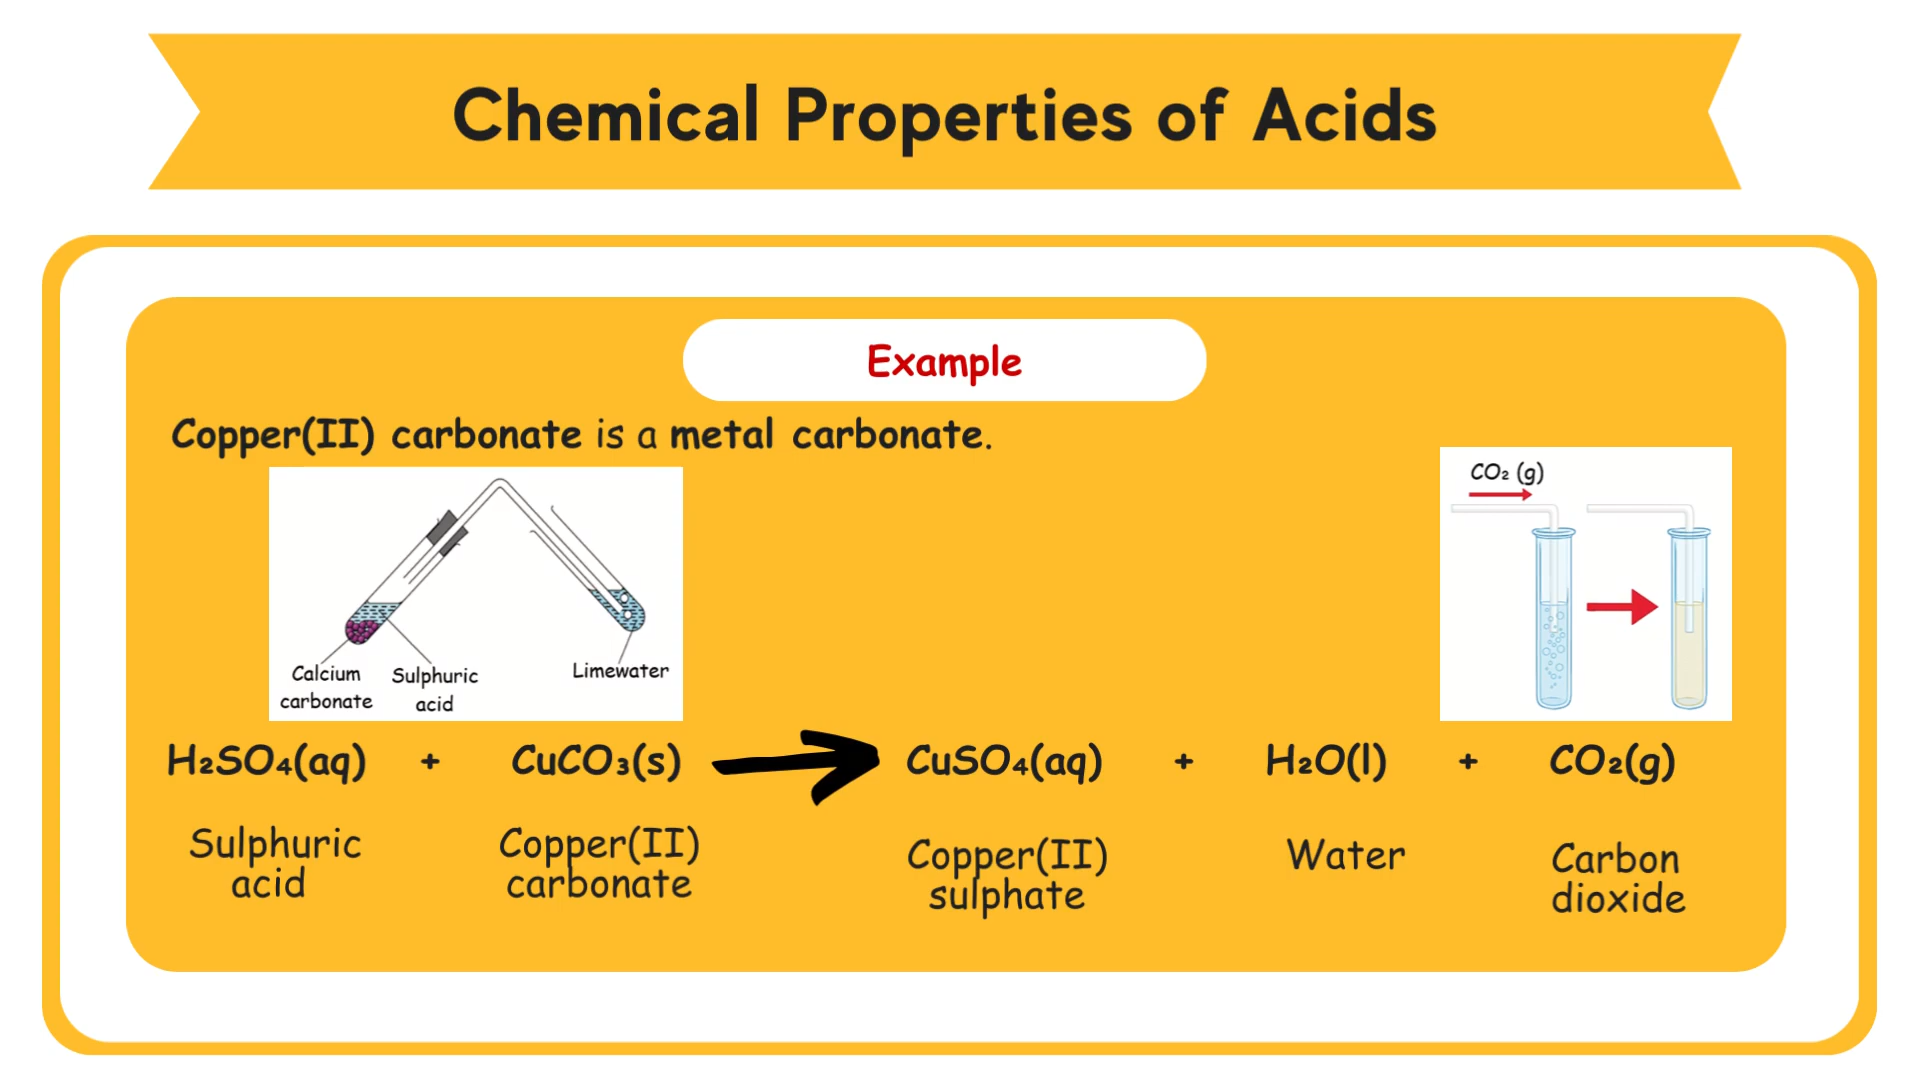 Chemical Properties of Acids
Example
Copper(II) carbonate is a metal carbonate.
CO₂ (g)
Calcium
carbonate
Sulphuric
acid
Limewater
H₂SO₄(aq) + CuCO₃(s) → CuSO₄(aq) + H₂O(l) + CO₂(g)
Sulphuric
acid
Copper(II)
carbonate
Copper(II)
sulphate
Water
Carbon
dioxide